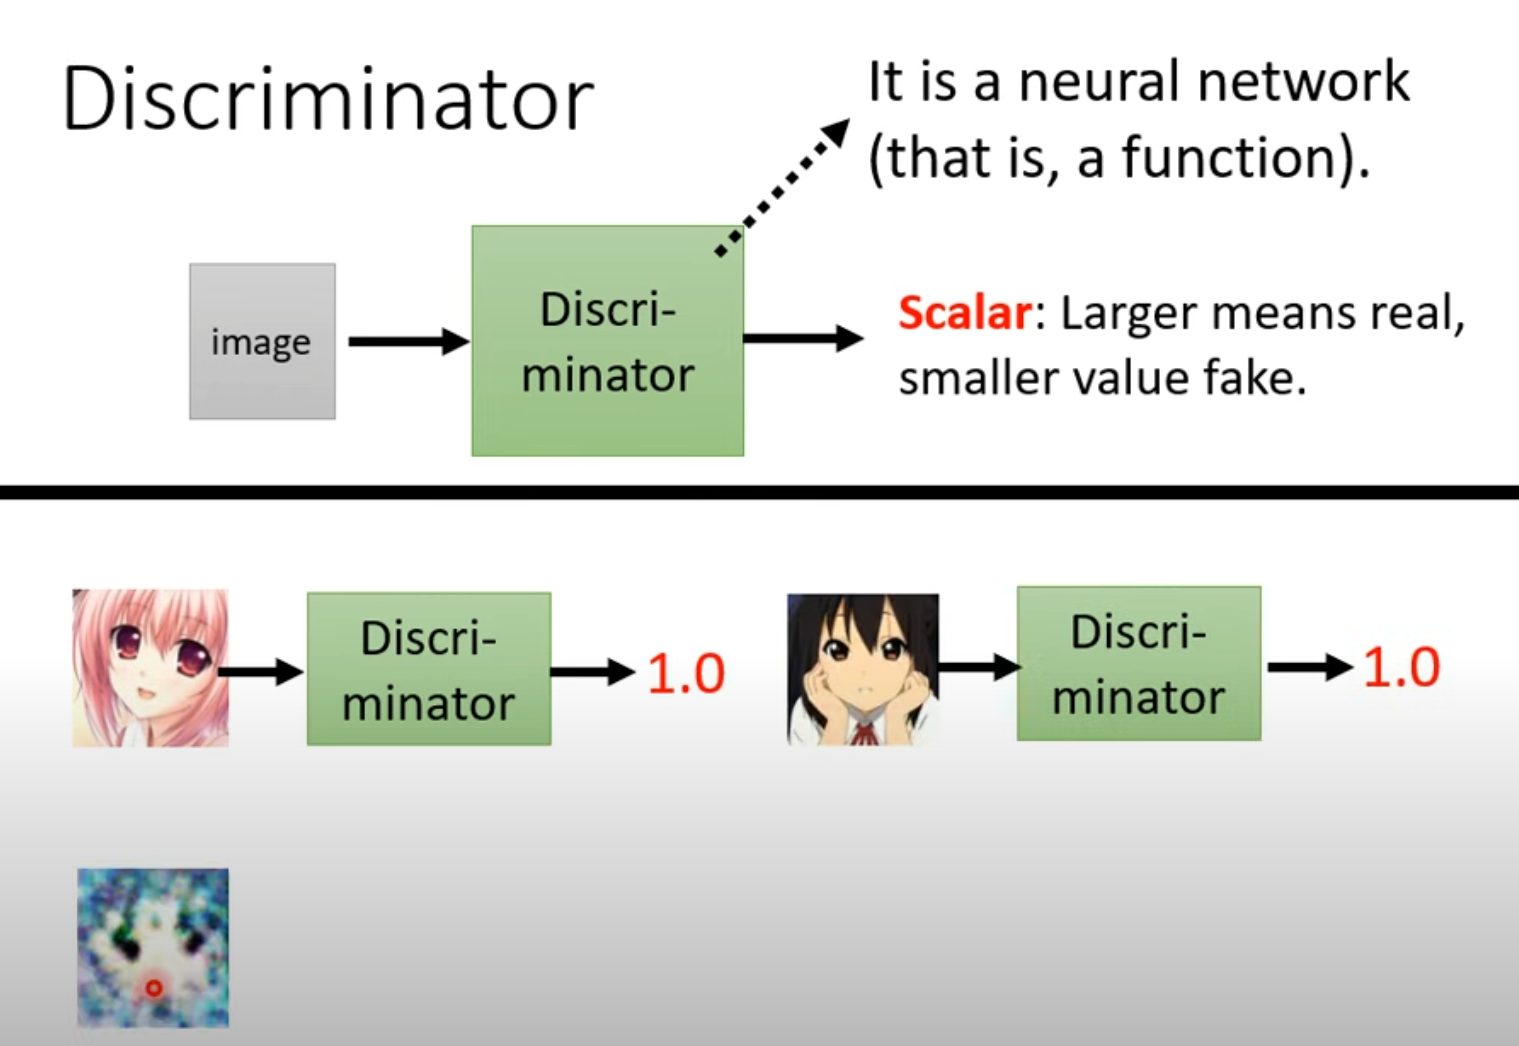 Discriminator
It is a neural network
(that is, a function).
image
Discri-
minator
Scalar: Larger means real,
smaller value fake.
Discri-
minator
1.0
Discri-
minator
1.0